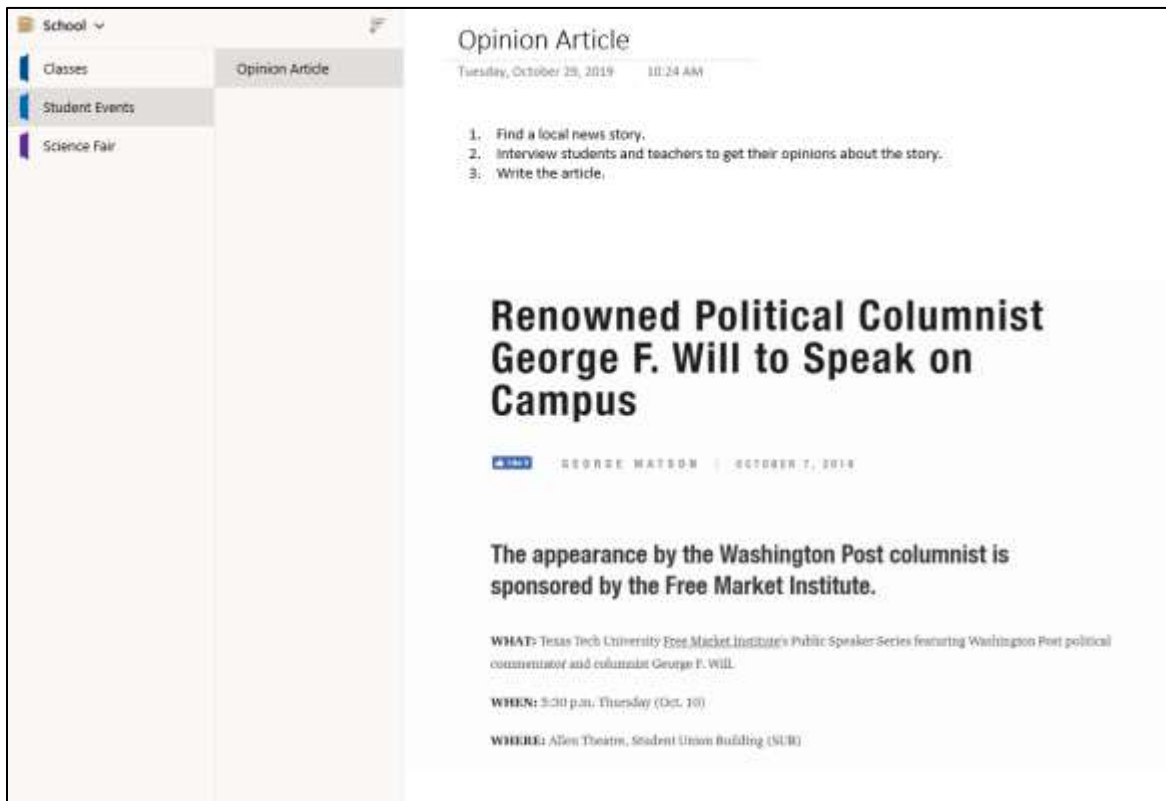 School
Classes
Student Events
Science Fair
Opinion Article
Opinion Article
Tuesday, October 29, 2019 10:24 AM
1. Find a local news story.
2. Interview students and teachers to get their opinions about the story.
3. Write the article.
Renowned Political Columnist
George F. Will to Speak on
Campus
GEORGE WATSON | OCTOBER 7, 2019
The appearance by the Washington Post columnist is
sponsored by the Free Market Institute.
WHAT: Texas Tech University Free Market Institute's Public Speaker Series featuring Washington Post political
commentator and columnist George F. Will.
WHEN: 5:30 p.m. Thursday (Oct. 10)
WHERE: Allen Theatre, Student Union Building (SUB)